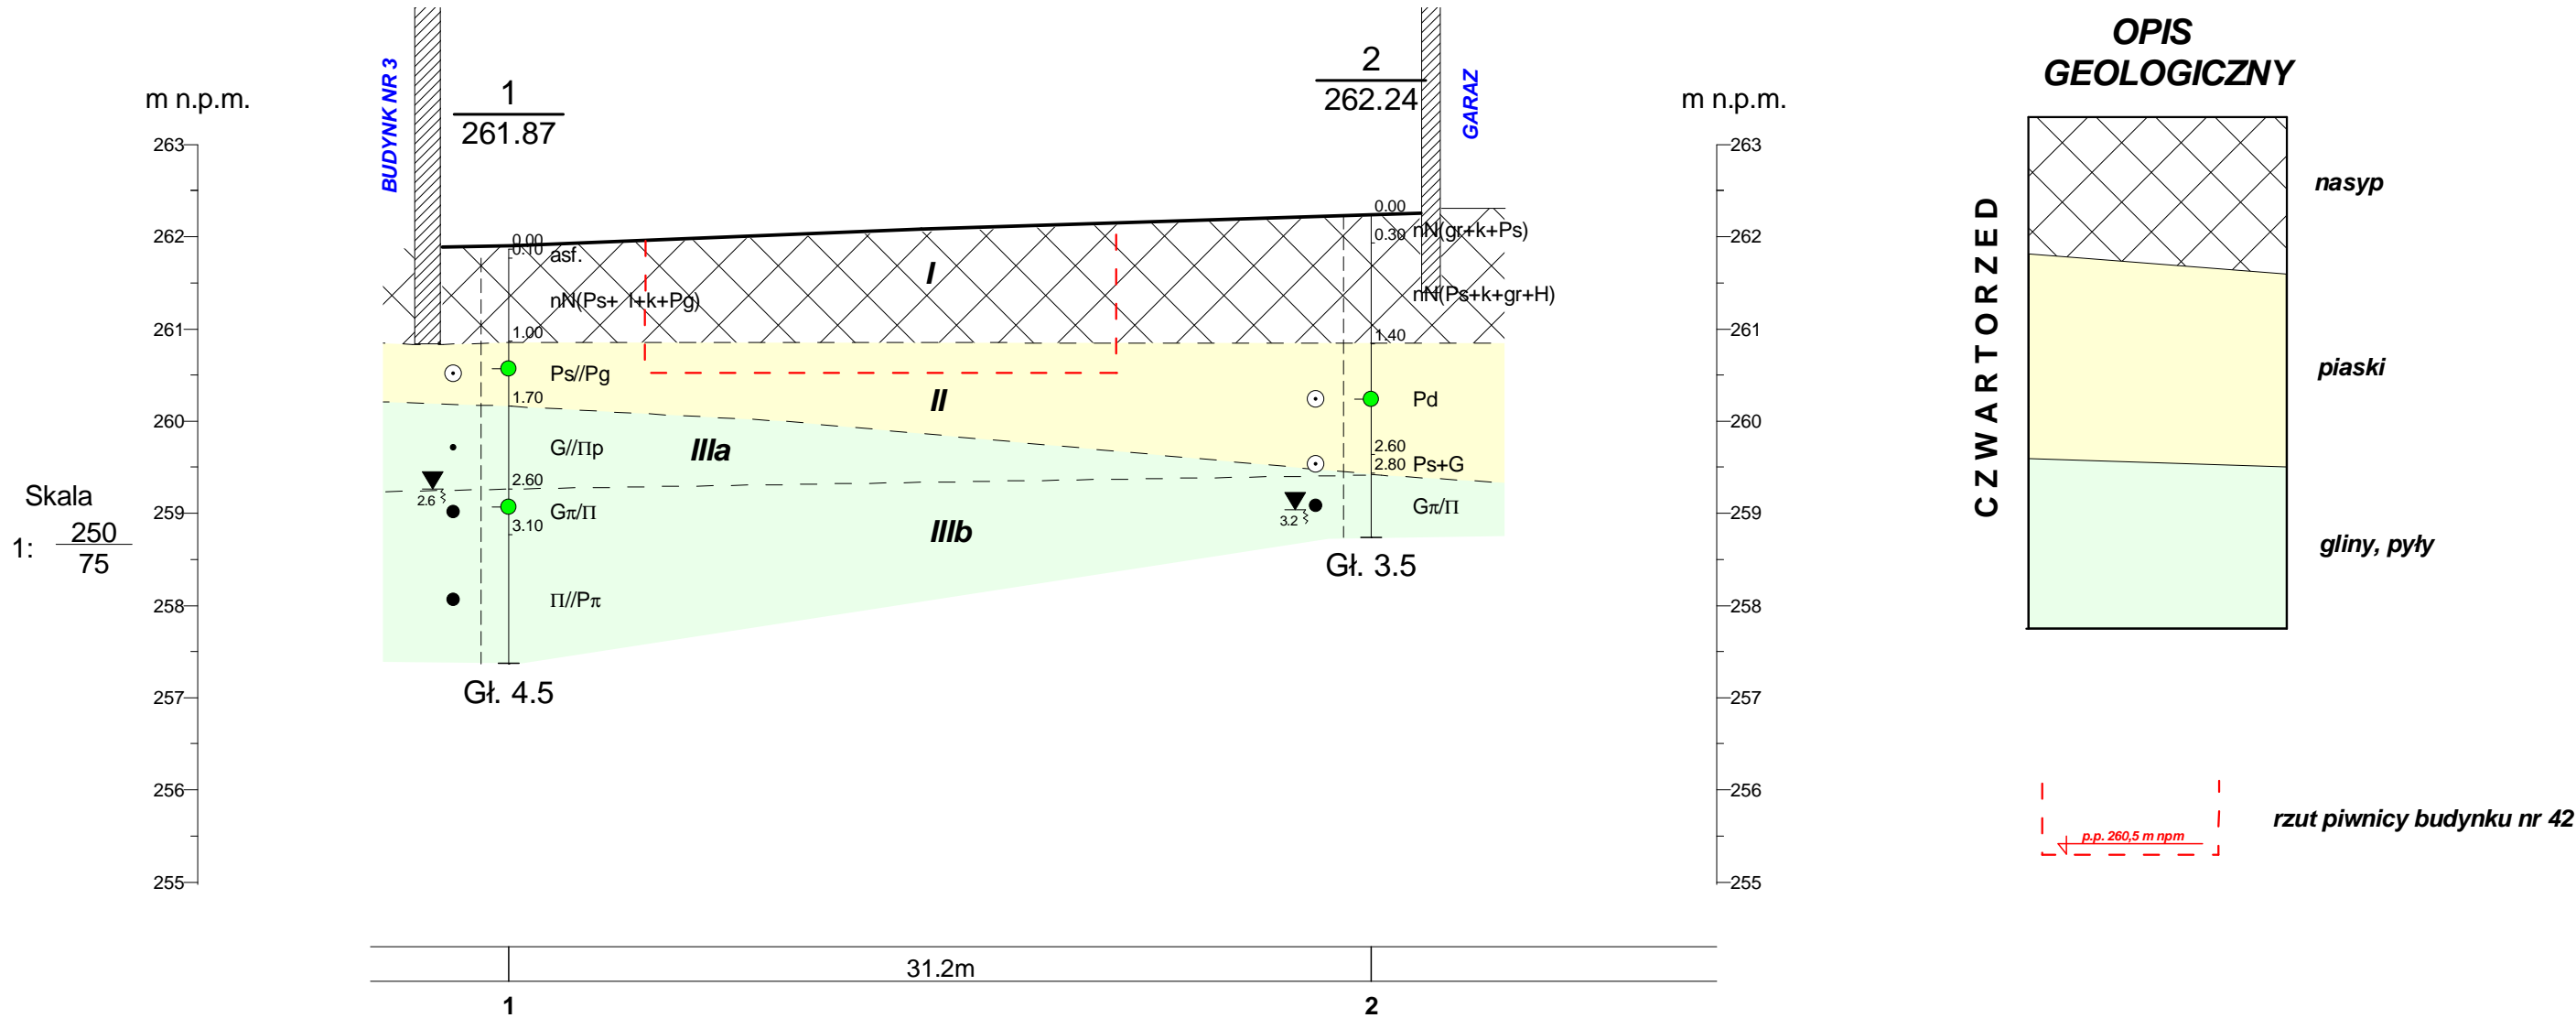 OPIS
GEOLOGICZNY
BUDYNK NR 3
1
261.87
2
262.24
GARAZ
m n.p.m.
m n.p.m.
263
262
261
260
259
258
257
256
255
263
262
261
260
259
258
257
256
255
Skala
1: 250
75
0.00
0.10
asf.
nN(Ps+ l+k+Pg)
1.00
Ps//Pg
1.70
G//Πp
2.60
2.6
Gπ/Π
3.10
Π//Pπ
Gł. 4.5
I
II
IIIa
IIIb
0.00
nN(gr+k+Ps)
0.30
nN(Ps+k+gr+H)
1.40
Pd
2.60
Ps+G
2.80
3.2
Gπ/Π
Gł. 3.5
31.2m
1
2
CZWARTORZED
nasyp
piaski
gliny, pyły
p.p. 260,5 m npm
rzut piwnicy budynku nr 42